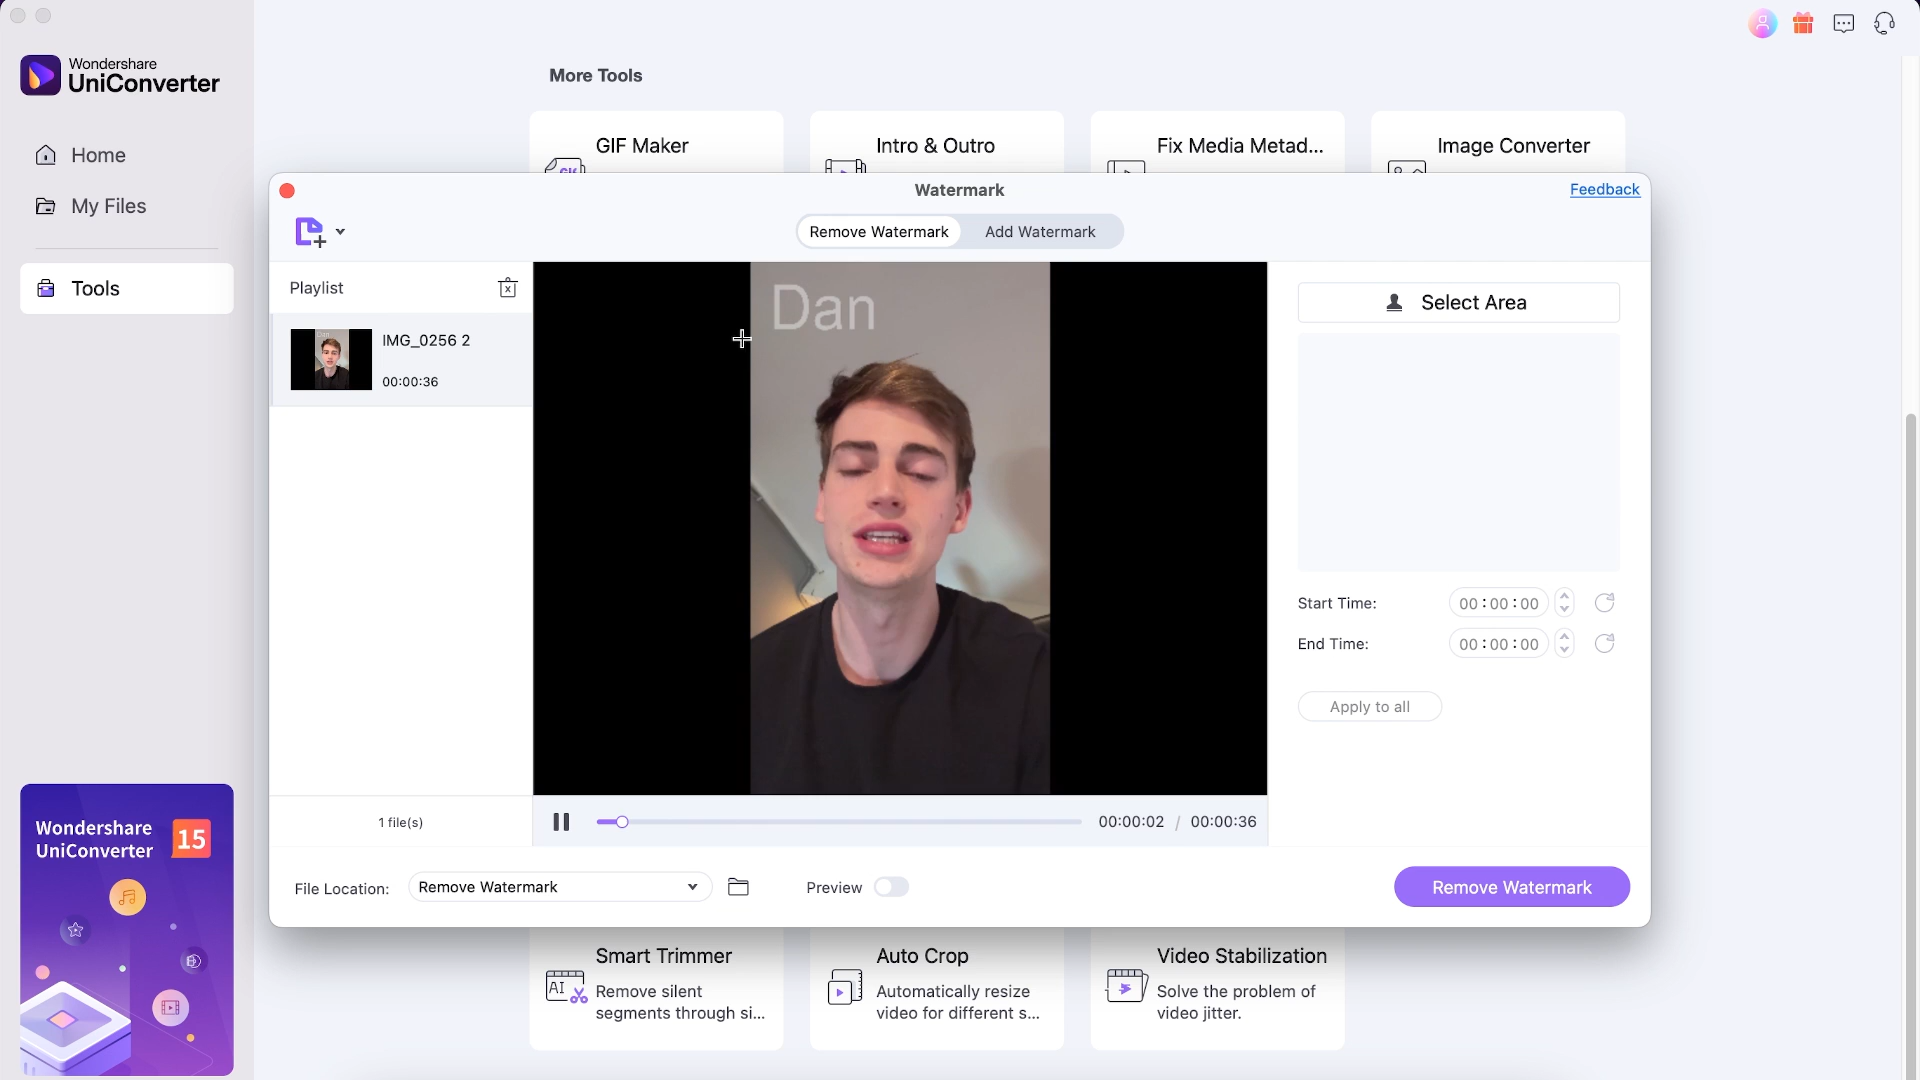 Wondershare
UniConverter
Home
My Files
Tools
Wondershare
UniConverter
15
More Tools
GIF Maker
Intro & Outro
Fix Media Metad...
Image Converter
Watermark
Feedback
Remove Watermark
Add Watermark
Playlist
IMG_0256 2
00:00:36
1 file(s)
Dan
00:00:02 / 00:00:36
Select Area
Start Time: 00:00:00
End Time: 00:00:00
Apply to all
File Location: Remove Watermark
Preview
Remove Watermark
Smart Trimmer
AI
Remove silent
segments through si...
Auto Crop
Automatically resize
video for different s...
Video Stabilization
Solve the problem of
video jitter.